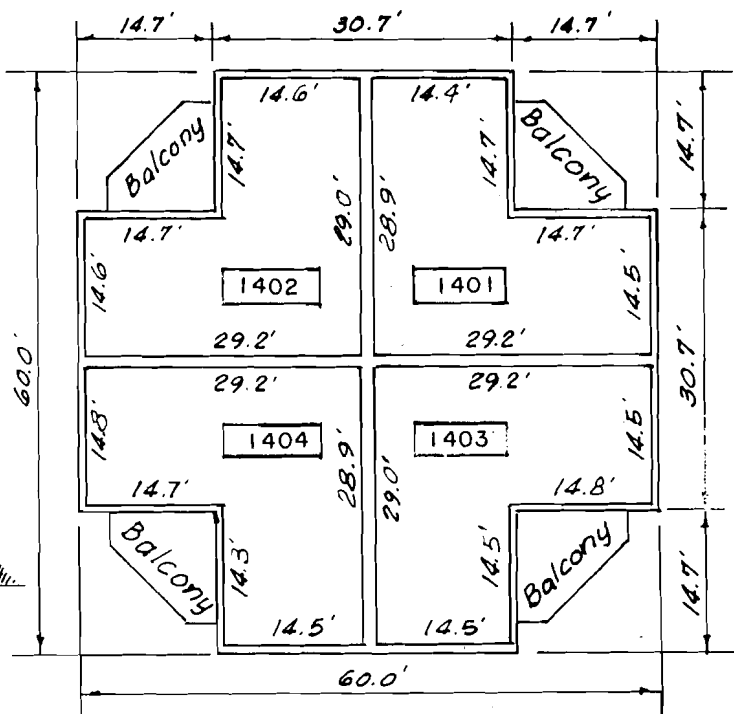 14.7' 30.7' 14.7'
14.6' 14.4'
Balcony 14.7' 14.7' Balcony 14.7'
29.0' 28.9'
14.7' 14.7'
14.6' 1402 1401 14.5'
29.2' 29.2'
60.0' 30.7'
29.2' 29.2'
14.8' 1404 1403 14.5'
28.9' 29.0'
14.7' 14.8'
Balcony 14.3' 14.5' Balcony 14.7'
14.5' 14.5'
60.0'